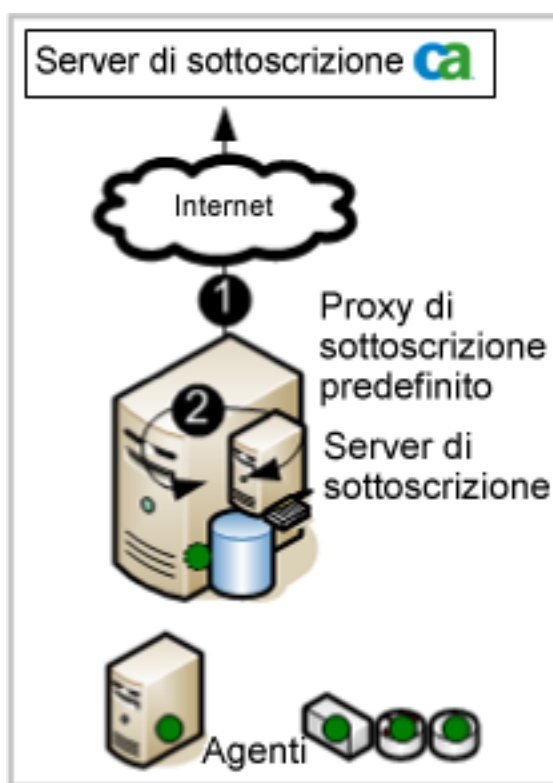 Server di sottoscrizione ca
Internet
1
Proxy di
sottoscrizione
predefinito
2
Server di
sottoscrizione
Agenti